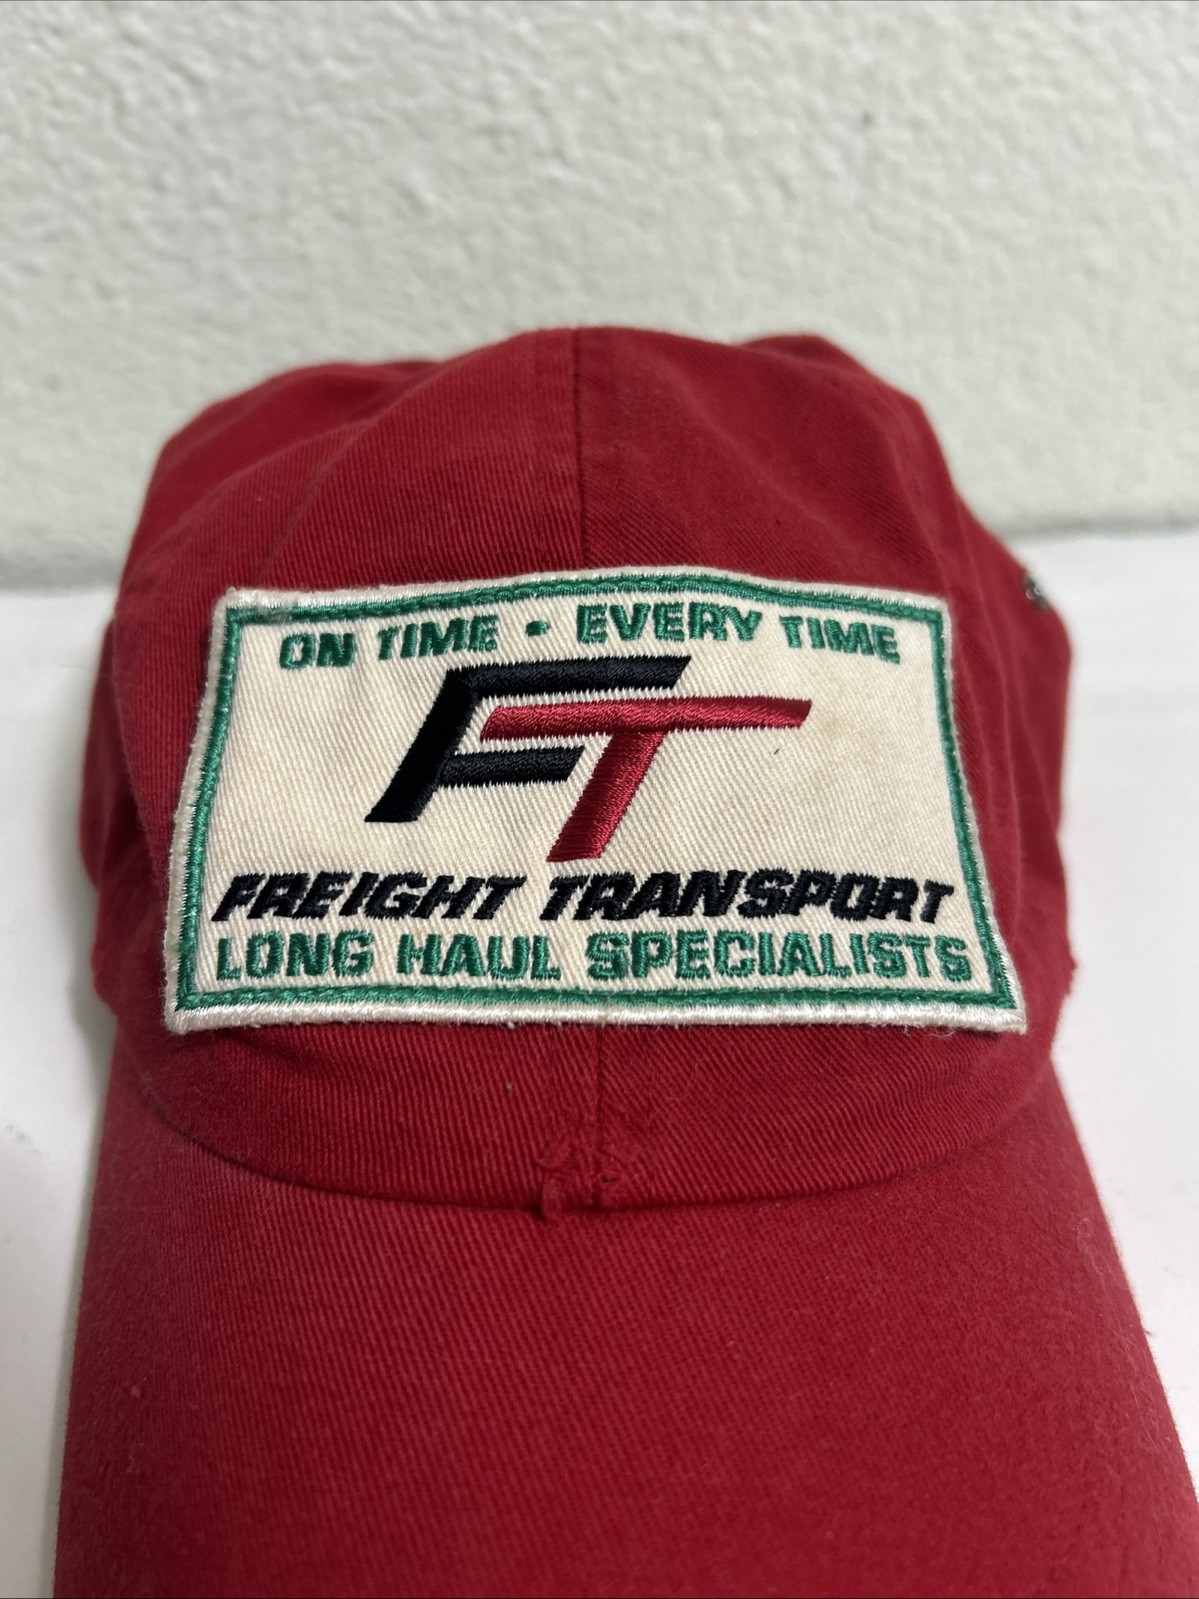 ON TIME • EVERY TIME
FT
FREIGHT TRANSPORT
LONG HAUL SPECIALISTS